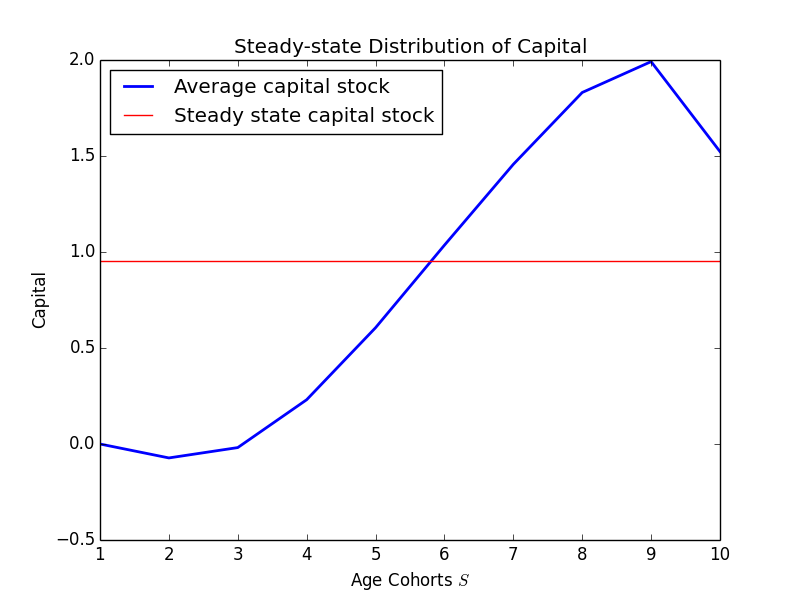 Steady-state Distribution of Capital
Average capital stock
Steady state capital stock
2.0
1.5
1.0
0.5
0.0
−0.5
Capital
1 2 3 4 5 6 7 8 9 10
Age Cohorts S